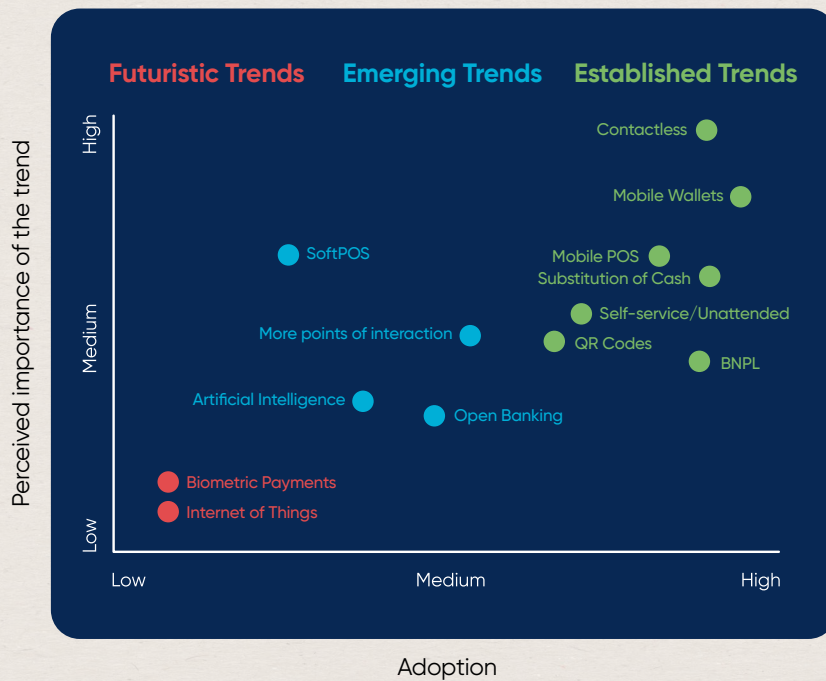 Futuristic Trends
Emerging Trends
Established Trends
Perceived importance of the trend
High
Medium
Low
Contactless
Mobile Wallets
SoftPOS
Mobile POS
Substitution of Cash
Self-service/Unattended
More points of interaction
QR Codes
BNPL
Artificial Intelligence
Open Banking
Biometric Payments
Internet of Things
Low
Medium
High
Adoption